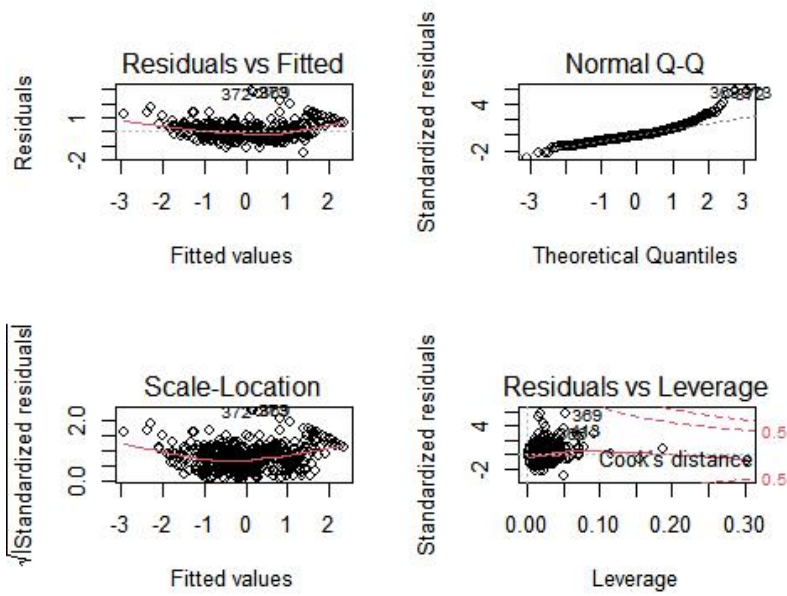 Residuals vs Fitted
Residuals
1
-2
-3 -2 -1 0 1 2
Fitted values
Normal Q-Q
Standardized residuals
4
-2
-3 -1 0 1 2 3
Theoretical Quantiles
Scale-Location
√|Standardized residuals|
2.0
0.0
-3 -2 -1 0 1 2
Fitted values
Residuals vs Leverage
Standardized residuals
4
-2
369
0.5
Cook's distance
0.5
0.00 0.10 0.20 0.30
Leverage